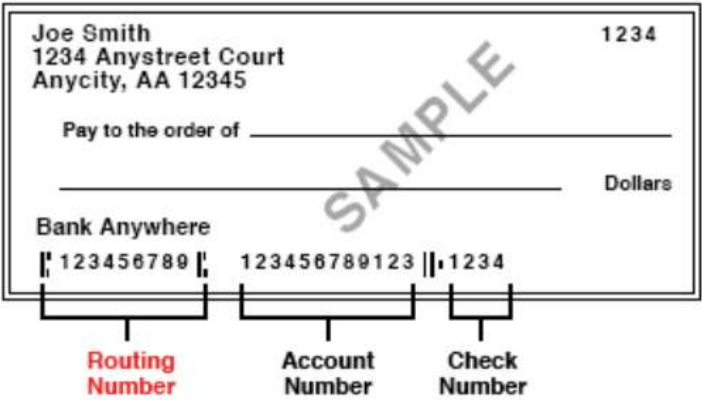 Joe Smith
1234
1234 Anystreet Court
Anycity, AA 12345
SAMPLE
Pay to the order of
Dollars
Bank Anywhere
123456789 123456789123 1234
Routing Number
Account Number
Check Number